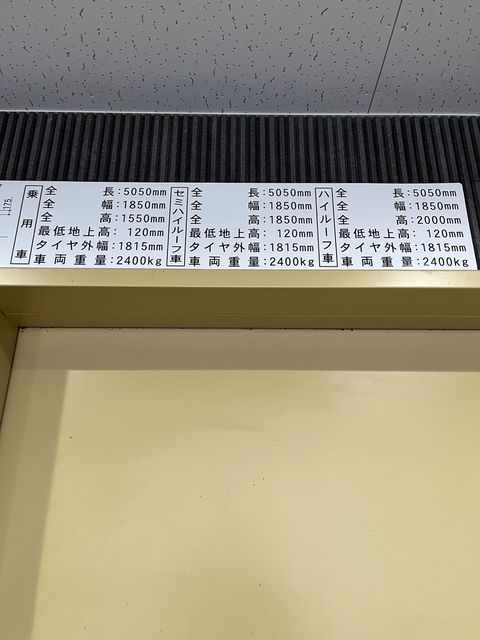 1175
乗用車
全長:5050mm
全幅:1850mm
全高:1550mm
最低地上高: 120mm
タイヤ外幅:1815mm
車両重量:2400kg
セミハイルーフ車
全長:5050mm
全幅:1850mm
全高:1850mm
最低地上高: 120mm
タイヤ外幅:1815mm
車両重量:2400kg
ハイルーフ車
全長:5050mm
全幅:1850mm
全高:2000mm
最低地上高: 120mm
タイヤ外幅:1815mm
車両重量:2400kg